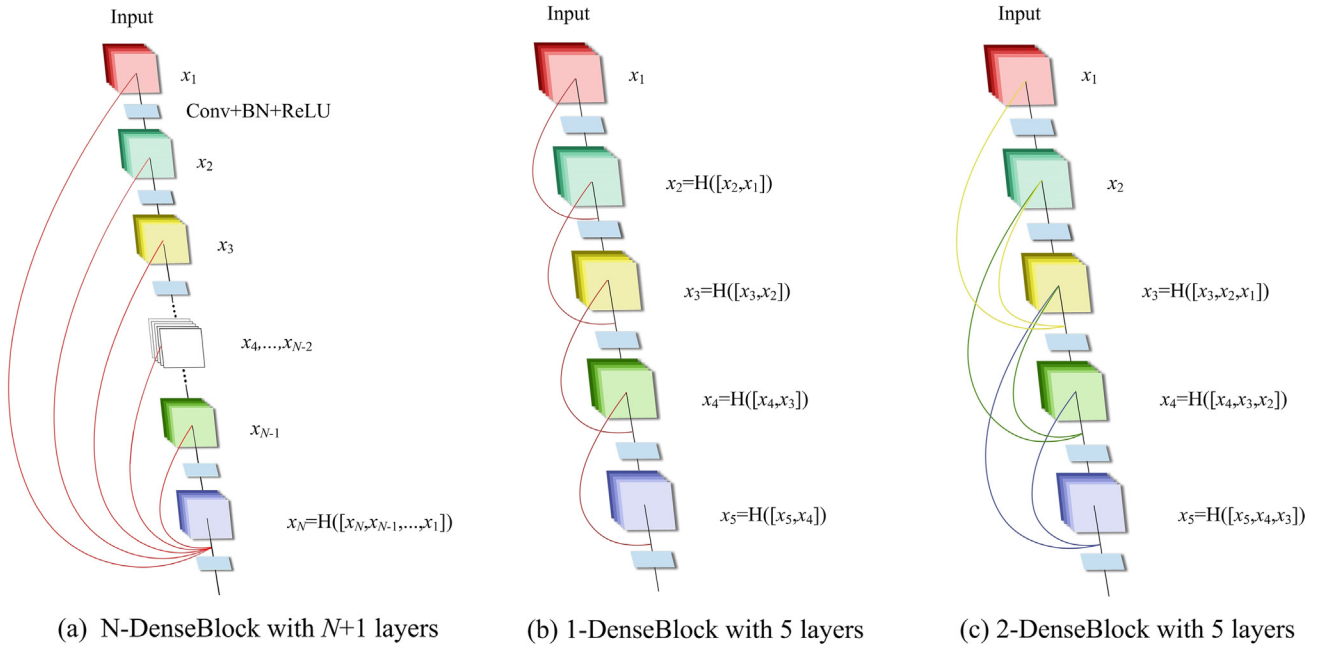 Input
x1
Conv+BN+ReLU
x2
x3
x4,...,xN-2
xN-1
xN=H([xN,xN-1,...,x1])
(a) N-DenseBlock with N+1 layers
Input
x1
x2=H([x2,x1])
x3=H([x3,x2])
x4=H([x4,x3])
x5=H([x5,x4])
(b) 1-DenseBlock with 5 layers
Input
x1
x2
x3=H([x3,x2,x1])
x4=H([x4,x3,x2])
x5=H([x5,x4,x3])
(c) 2-DenseBlock with 5 layers